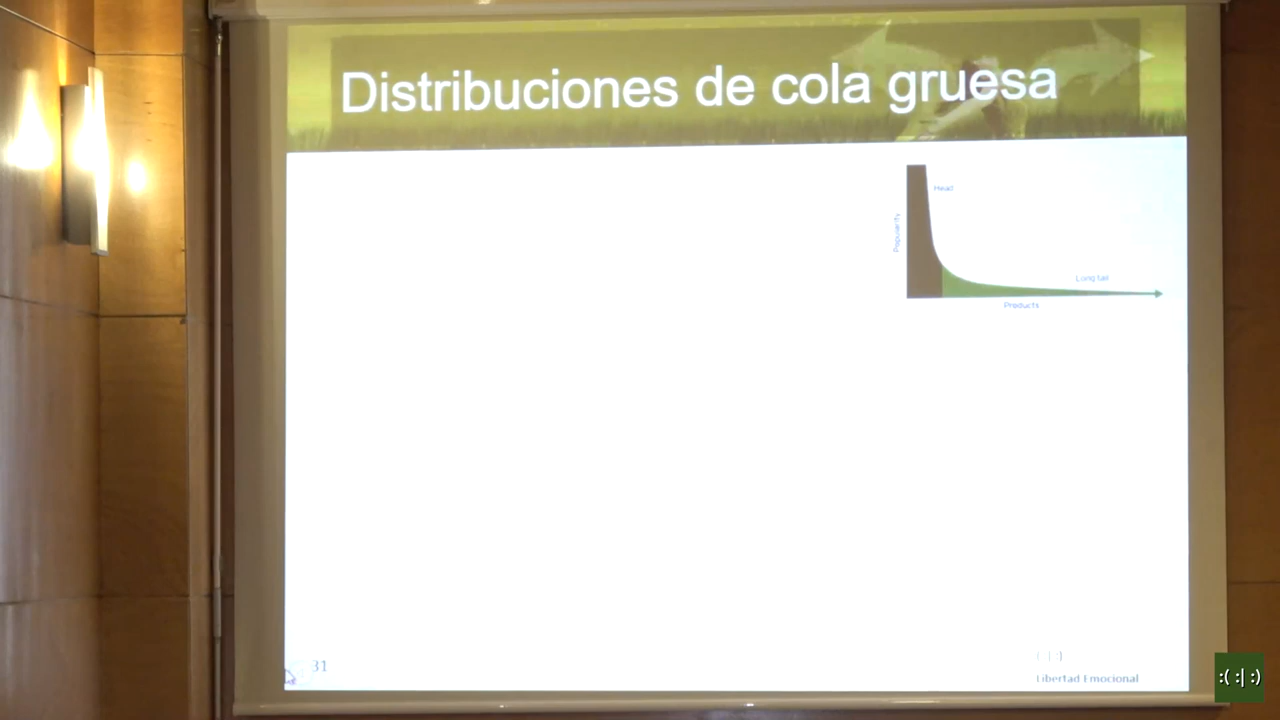 Distribuciones de cola gruesa
Head
Popularity
Long tail
Products
31
Libertad Emocional
:( :| :)